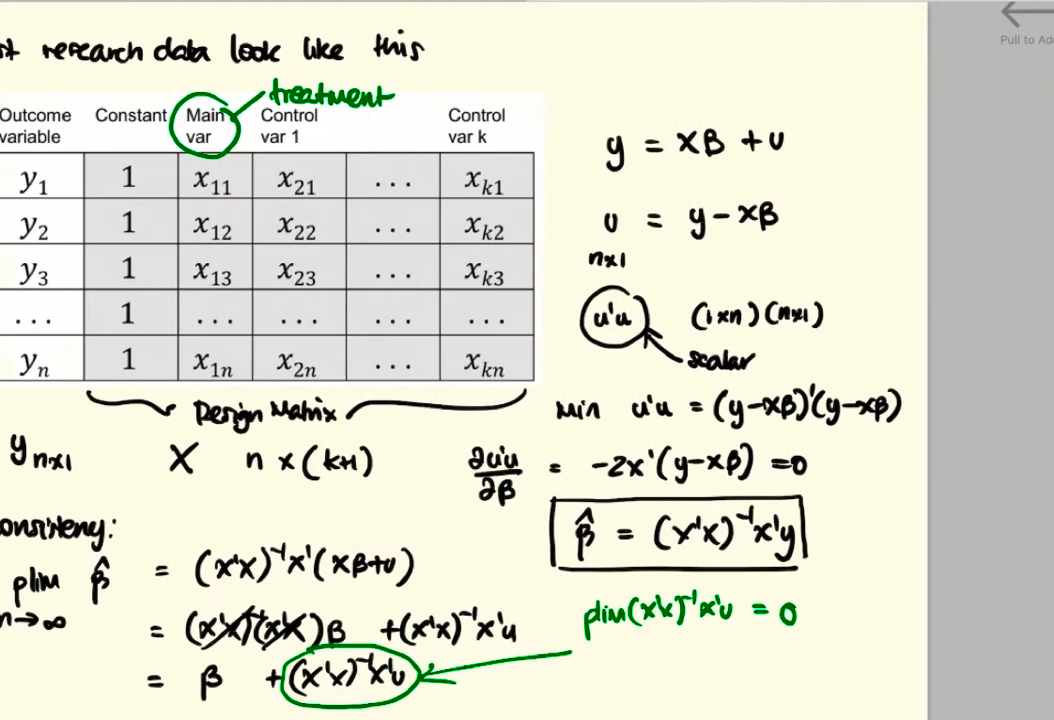 research data look like this
treatment
Outcome variable Constant Main var Control var 1 Control var k
y₁ 1 x₁₁ x₂₁ ... xₖ₁
y₂ 1 x₁₂ x₂₂ ... xₖ₂
y₃ 1 x₁₃ x₂₃ ... xₖ₃
... 1 ... ... ... ...
yₙ 1 x₁ₙ x₂ₙ ... xₖₙ
Design Matrix
y n×1 X n × (k+1)
consistency:
plim β̂ = (x'x)⁻¹x'(xβ+u)
n→∞
= (x'x)⁻¹(x'x)β + (x'x)⁻¹x'u
= β + (x'x)⁻¹x'u
y = xβ + u
u = y − xβ
n×1
u'u (1×n)(n×1)
scalar
Min u'u = (y−xβ)'(y−xβ)
∂u'u/∂β = −2x'(y−xβ) = 0
β̂ = (x'x)⁻¹x'y
plim(x'x)⁻¹x'u = 0